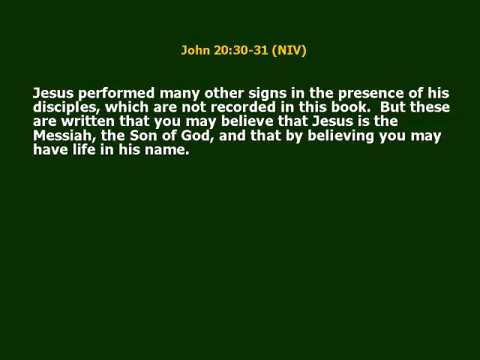 John 20:30-31 (NIV)
Jesus performed many other signs in the presence of his
disciples, which are not recorded in this book.  But these
are written that you may believe that Jesus is the
Messiah, the Son of God, and that by believing you may
have life in his name.